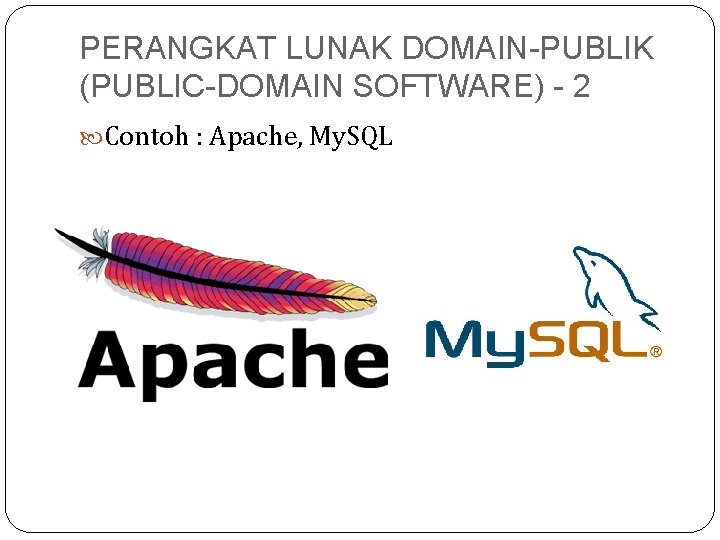 PERANGKAT LUNAK DOMAIN-PUBLIK
(PUBLIC-DOMAIN SOFTWARE) - 2
Contoh : Apache, My.SQL
Apache
MySQL®